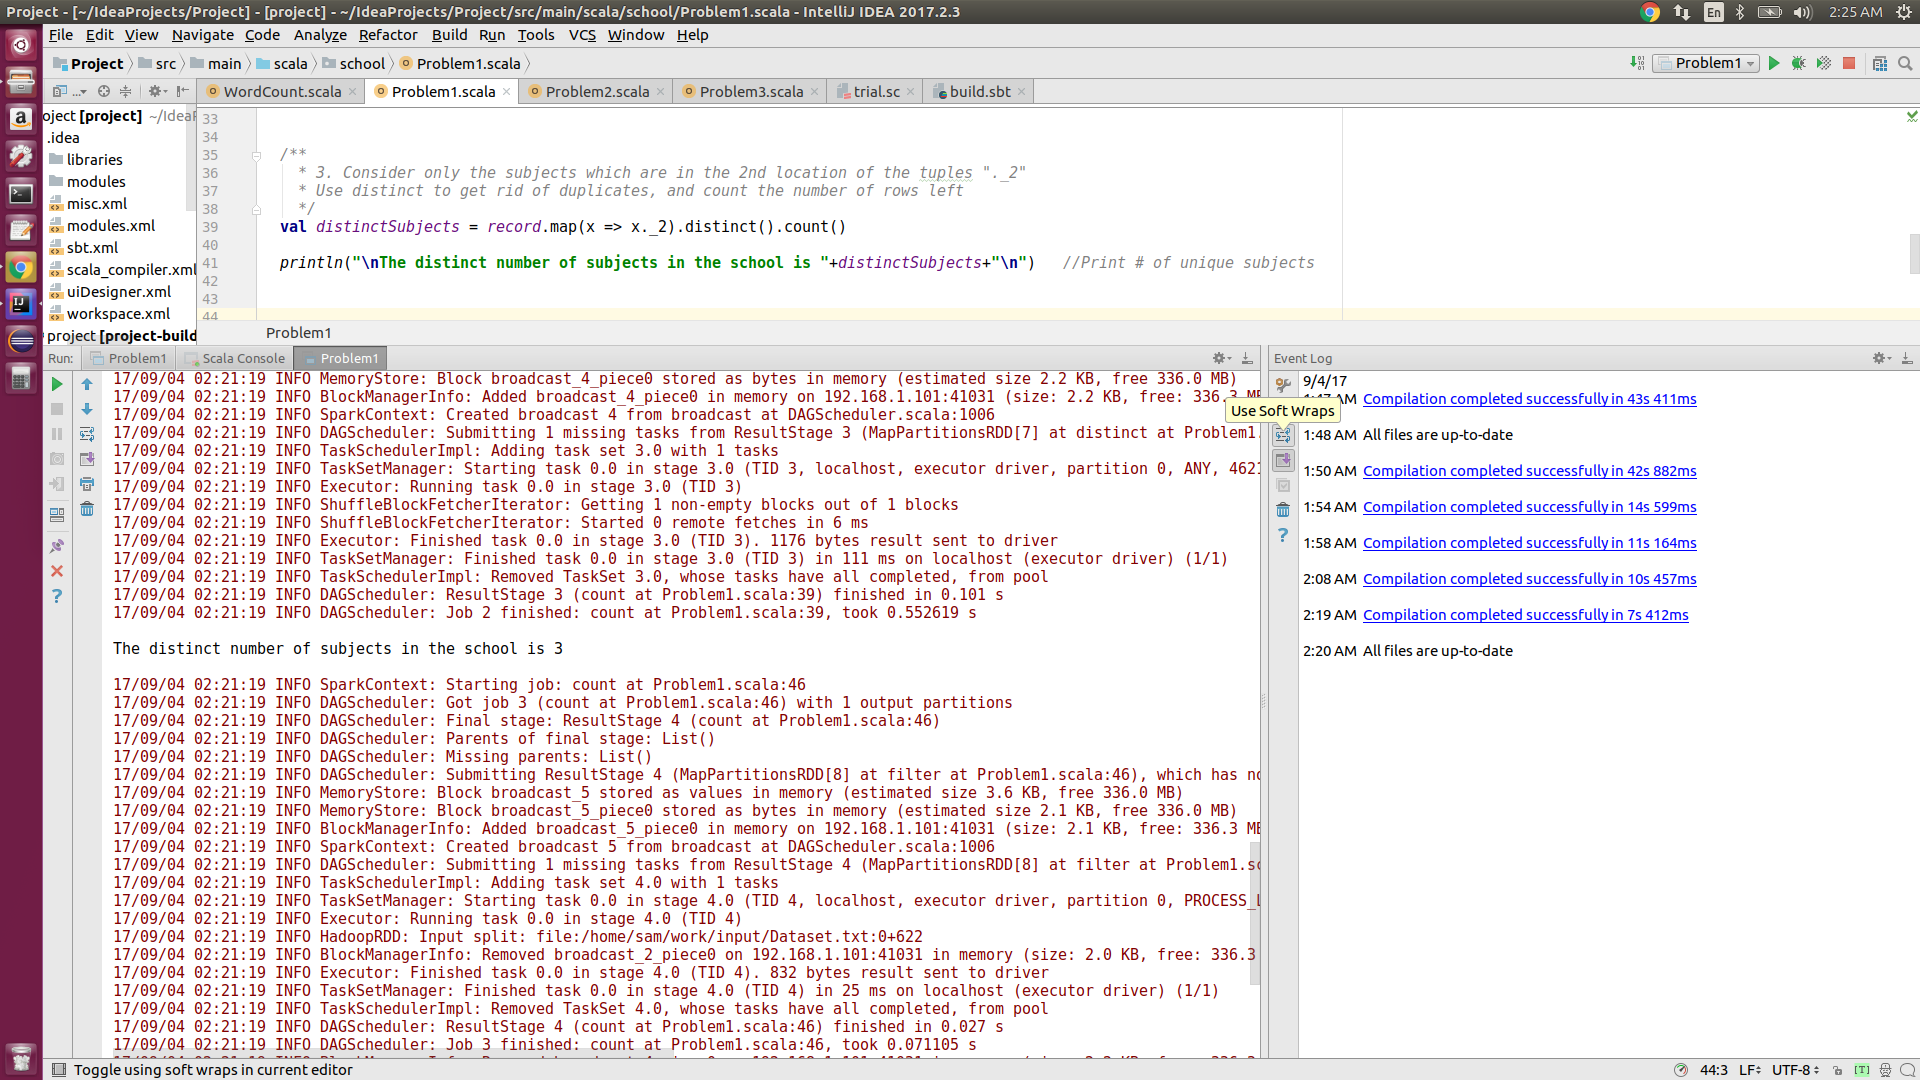 Project - [~/IdeaProjects/Project] - [project] - ~/IdeaProjects/Project/src/main/scala/school/Problem1.scala - IntelliJ IDEA 2017.2.3
En
2:25 AM
File Edit View Navigate Code Analyze Refactor Build Run Tools VCS Window Help
Project src main scala school Problem1.scala
Problem1
WordCount.scala Problem1.scala Problem2.scala Problem3.scala trial.sc build.sbt
oject [project] ~/IdeaF
.idea
libraries
modules
misc.xml
modules.xml
sbt.xml
scala_compiler.xml
uiDesigner.xml
workspace.xml
project [project-build
33
34
35 /**
36 * 3. Consider only the subjects which are in the 2nd location of the tuples "._2"
37 * Use distinct to get rid of duplicates, and count the number of rows left
38 */
39 val distinctSubjects = record.map(x => x._2).distinct().count()
40
41 println("\nThe distinct number of subjects in the school is "+distinctSubjects+"\n") //Print # of unique subjects
42
43
44
Problem1
Run: Problem1 Scala Console Problem1
17/09/04 02:21:19 INFO MemoryStore: Block broadcast_4_piece0 stored as bytes in memory (estimated size 2.2 KB, free 336.0 MB)
17/09/04 02:21:19 INFO BlockManagerInfo: Added broadcast_4_piece0 in memory on 192.168.1.101:41031 (size: 2.2 KB, free: 336.3 MB
17/09/04 02:21:19 INFO SparkContext: Created broadcast 4 from broadcast at DAGScheduler.scala:1006
17/09/04 02:21:19 INFO DAGScheduler: Submitting 1 missing tasks from ResultStage 3 (MapPartitionsRDD[7] at distinct at Problem1.
17/09/04 02:21:19 INFO TaskSchedulerImpl: Adding task set 3.0 with 1 tasks
17/09/04 02:21:19 INFO TaskSetManager: Starting task 0.0 in stage 3.0 (TID 3, localhost, executor driver, partition 0, ANY, 4621
17/09/04 02:21:19 INFO Executor: Running task 0.0 in stage 3.0 (TID 3)
17/09/04 02:21:19 INFO ShuffleBlockFetcherIterator: Getting 1 non-empty blocks out of 1 blocks
17/09/04 02:21:19 INFO ShuffleBlockFetcherIterator: Started 0 remote fetches in 6 ms
17/09/04 02:21:19 INFO Executor: Finished task 0.0 in stage 3.0 (TID 3). 1176 bytes result sent to driver
17/09/04 02:21:19 INFO TaskSetManager: Finished task 0.0 in stage 3.0 (TID 3) in 111 ms on localhost (executor driver) (1/1)
17/09/04 02:21:19 INFO TaskSchedulerImpl: Removed TaskSet 3.0, whose tasks have all completed, from pool
17/09/04 02:21:19 INFO DAGScheduler: ResultStage 3 (count at Problem1.scala:39) finished in 0.101 s
17/09/04 02:21:19 INFO DAGScheduler: Job 2 finished: count at Problem1.scala:39, took 0.552619 s
The distinct number of subjects in the school is 3
17/09/04 02:21:19 INFO SparkContext: Starting job: count at Problem1.scala:46
17/09/04 02:21:19 INFO DAGScheduler: Got job 3 (count at Problem1.scala:46) with 1 output partitions
17/09/04 02:21:19 INFO DAGScheduler: Final stage: ResultStage 4 (count at Problem1.scala:46)
17/09/04 02:21:19 INFO DAGScheduler: Parents of final stage: List()
17/09/04 02:21:19 INFO DAGScheduler: Missing parents: List()
17/09/04 02:21:19 INFO DAGScheduler: Submitting ResultStage 4 (MapPartitionsRDD[8] at filter at Problem1.scala:46), which has no
17/09/04 02:21:19 INFO MemoryStore: Block broadcast_5 stored as values in memory (estimated size 3.6 KB, free 336.0 MB)
17/09/04 02:21:19 INFO MemoryStore: Block broadcast_5_piece0 stored as bytes in memory (estimated size 2.1 KB, free 336.0 MB)
17/09/04 02:21:19 INFO BlockManagerInfo: Added broadcast_5_piece0 in memory on 192.168.1.101:41031 (size: 2.1 KB, free: 336.3 MB
17/09/04 02:21:19 INFO SparkContext: Created broadcast 5 from broadcast at DAGScheduler.scala:1006
17/09/04 02:21:19 INFO DAGScheduler: Submitting 1 missing tasks from ResultStage 4 (MapPartitionsRDD[8] at filter at Problem1.sc
17/09/04 02:21:19 INFO TaskSchedulerImpl: Adding task set 4.0 with 1 tasks
17/09/04 02:21:19 INFO TaskSetManager: Starting task 0.0 in stage 4.0 (TID 4, localhost, executor driver, partition 0, PROCESS_L
17/09/04 02:21:19 INFO Executor: Running task 0.0 in stage 4.0 (TID 4)
17/09/04 02:21:19 INFO HadoopRDD: Input split: file:/home/sam/work/input/Dataset.txt:0+622
17/09/04 02:21:19 INFO BlockManagerInfo: Removed broadcast_2_piece0 on 192.168.1.101:41031 in memory (size: 2.0 KB, free: 336.3
17/09/04 02:21:19 INFO Executor: Finished task 0.0 in stage 4.0 (TID 4). 832 bytes result sent to driver
17/09/04 02:21:19 INFO TaskSetManager: Finished task 0.0 in stage 4.0 (TID 4) in 25 ms on localhost (executor driver) (1/1)
17/09/04 02:21:19 INFO TaskSchedulerImpl: Removed TaskSet 4.0, whose tasks have all completed, from pool
17/09/04 02:21:19 INFO DAGScheduler: ResultStage 4 (count at Problem1.scala:46) finished in 0.027 s
17/09/04 02:21:19 INFO DAGScheduler: Job 3 finished: count at Problem1.scala:46, took 0.071105 s
Event Log
9/4/17
Use Soft Wraps
AM Compilation completed successfully in 43s 411ms
1:48 AM All files are up-to-date
1:50 AM Compilation completed successfully in 42s 882ms
1:54 AM Compilation completed successfully in 14s 599ms
1:58 AM Compilation completed successfully in 11s 164ms
2:08 AM Compilation completed successfully in 10s 457ms
2:19 AM Compilation completed successfully in 7s 412ms
2:20 AM All files are up-to-date
Toggle using soft wraps in current editor
44:3 LF UTF-8 [T]